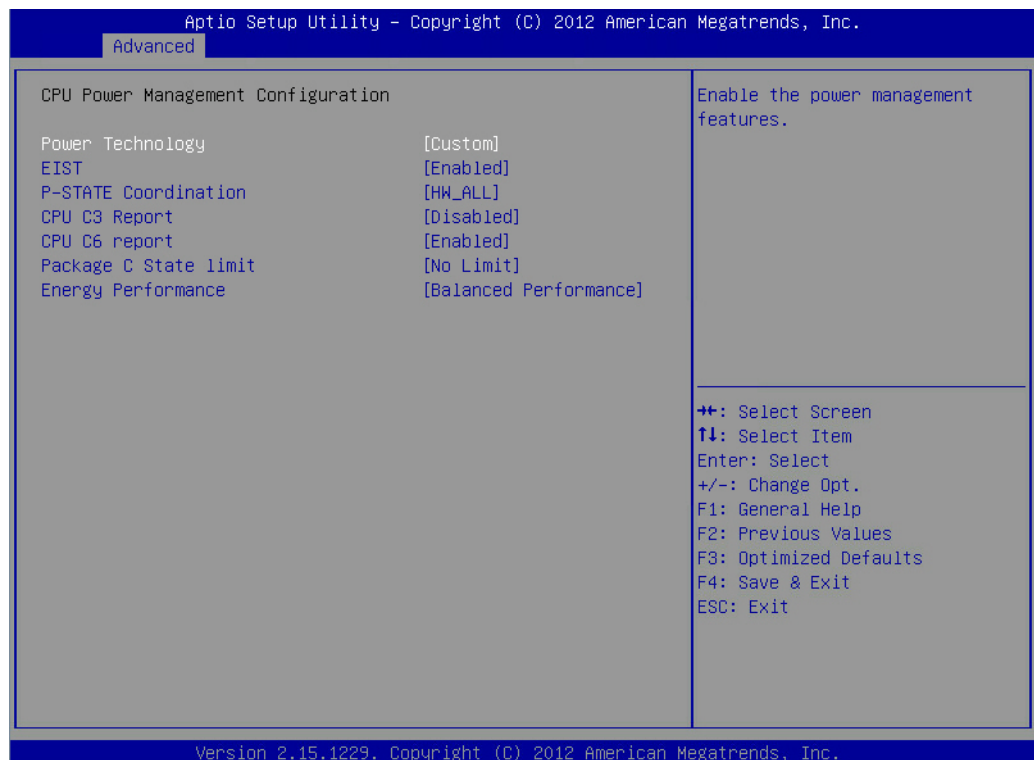 Aptio Setup Utility – Copyright (C) 2012 American Megatrends, Inc.
Advanced
CPU Power Management Configuration
Power Technology [Custom]
EIST [Enabled]
P-STATE Coordination [HW_ALL]
CPU C3 Report [Disabled]
CPU C6 report [Enabled]
Package C State limit [No Limit]
Energy Performance [Balanced Performance]
Enable the power management
features.
→←: Select Screen
↑↓: Select Item
Enter: Select
+/-: Change Opt.
F1: General Help
F2: Previous Values
F3: Optimized Defaults
F4: Save & Exit
ESC: Exit
Version 2.15.1229. Copyright (C) 2012 American Megatrends, Inc.